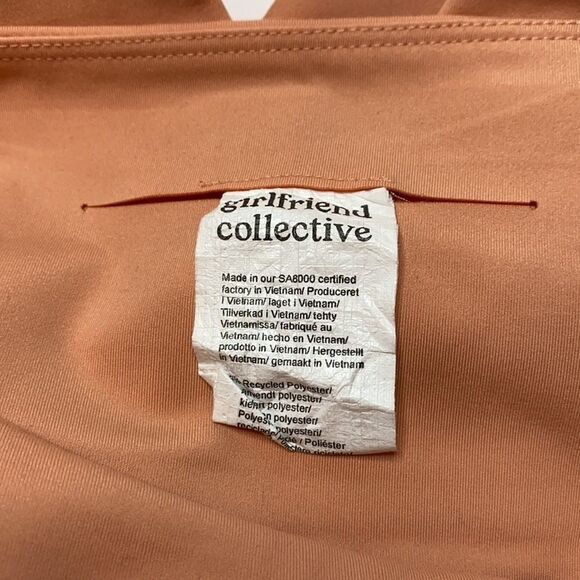 girlfriend
collective
Made in our SA8000 certified
factory in Vietnam/ Produceret
i Vietnam/ laget i Vietnam/
Tillverkad i Vietnam/ tehty
Vietnamissa/ fabriqué au
Vietnam/ hecho en Vietnam/
prodotto in Vietnam/ Hergestellt
in Vietnam/ gemaakt in Vietnam
Recycled Polyester/
polyester/
polyester/
polyester/
/ Poliéster